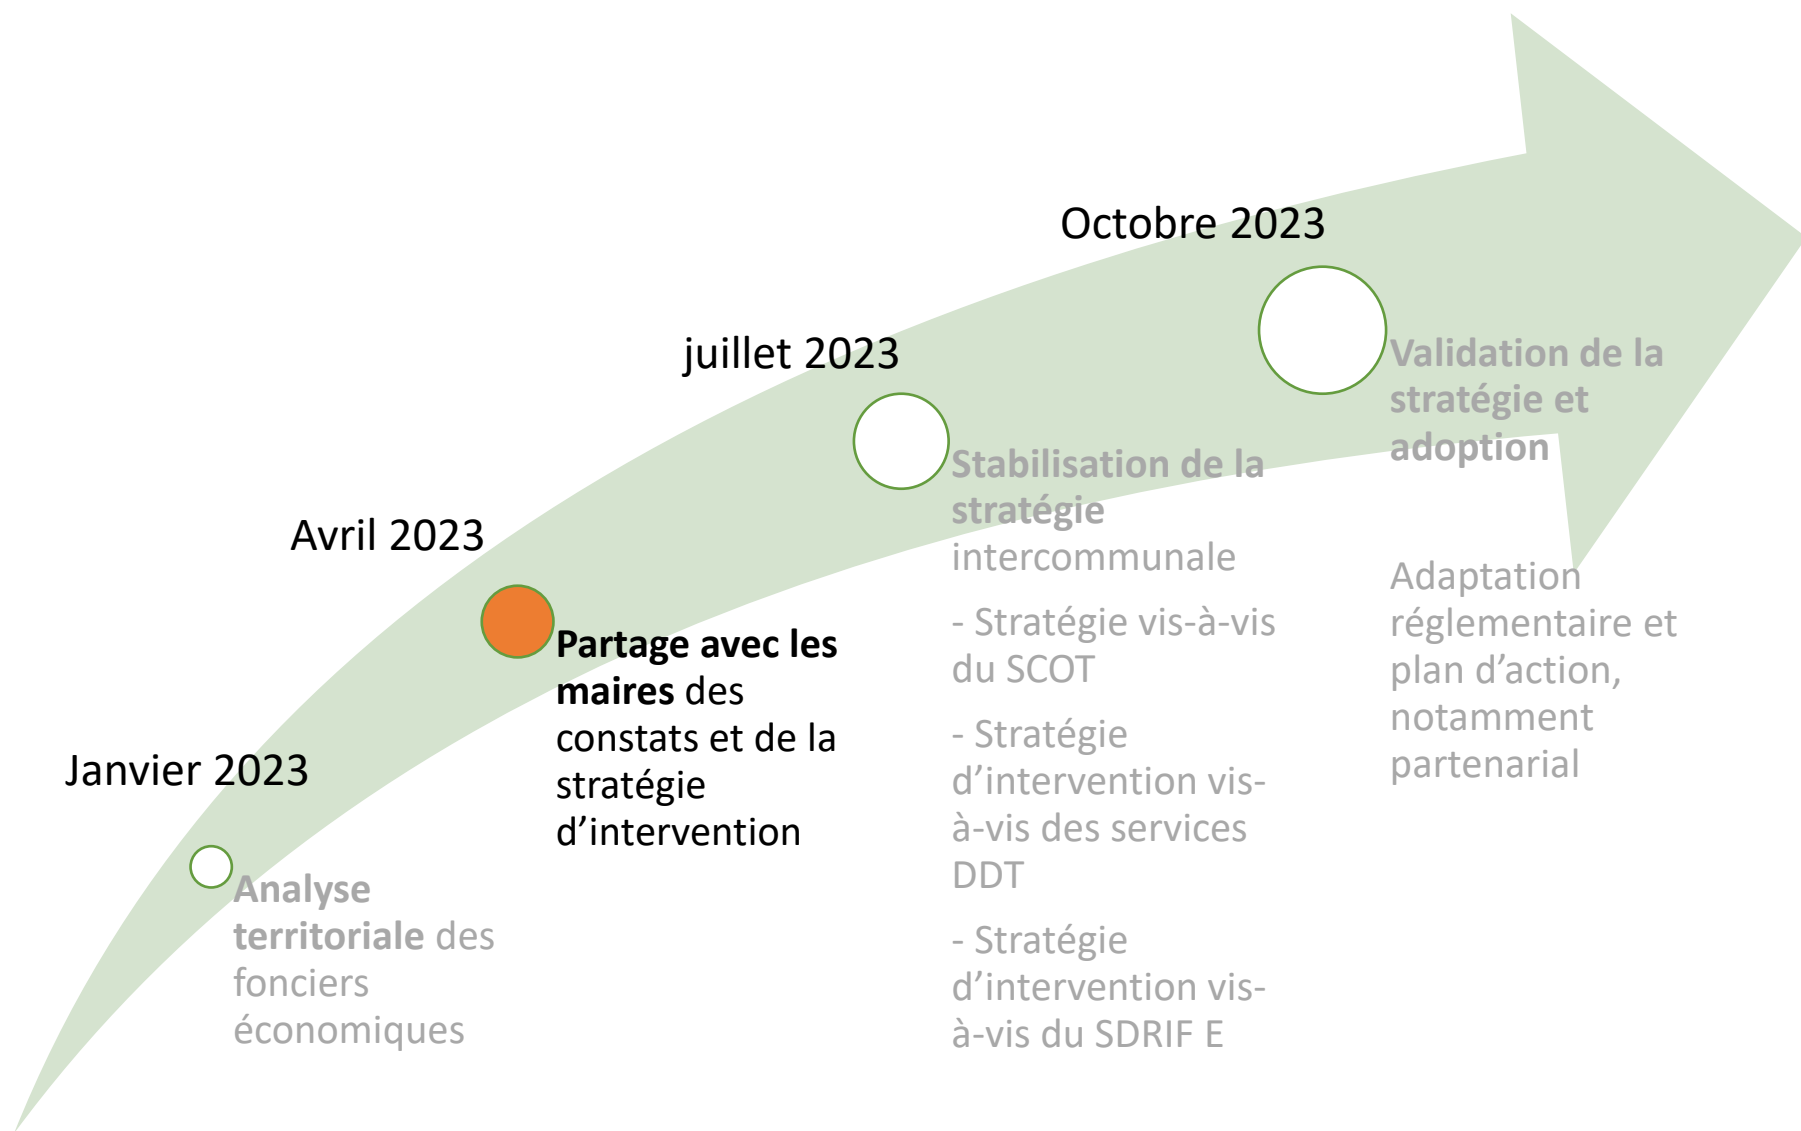 Janvier 2023
Analyse
territoriale des
fonciers
économiques
Avril 2023
Partage avec les
maires des
constats et de la
stratégie
d’intervention
juillet 2023
Stabilisation de la
stratégie
intercommunale
- Stratégie vis-à-vis
du SCOT
- Stratégie
d’intervention vis-
à-vis des services
DDT
- Stratégie
d’intervention vis-
à-vis du SDRIF E
Octobre 2023
Validation de la
stratégie et
adoption
Adaptation
réglementaire et
plan d’action,
notamment
partenarial